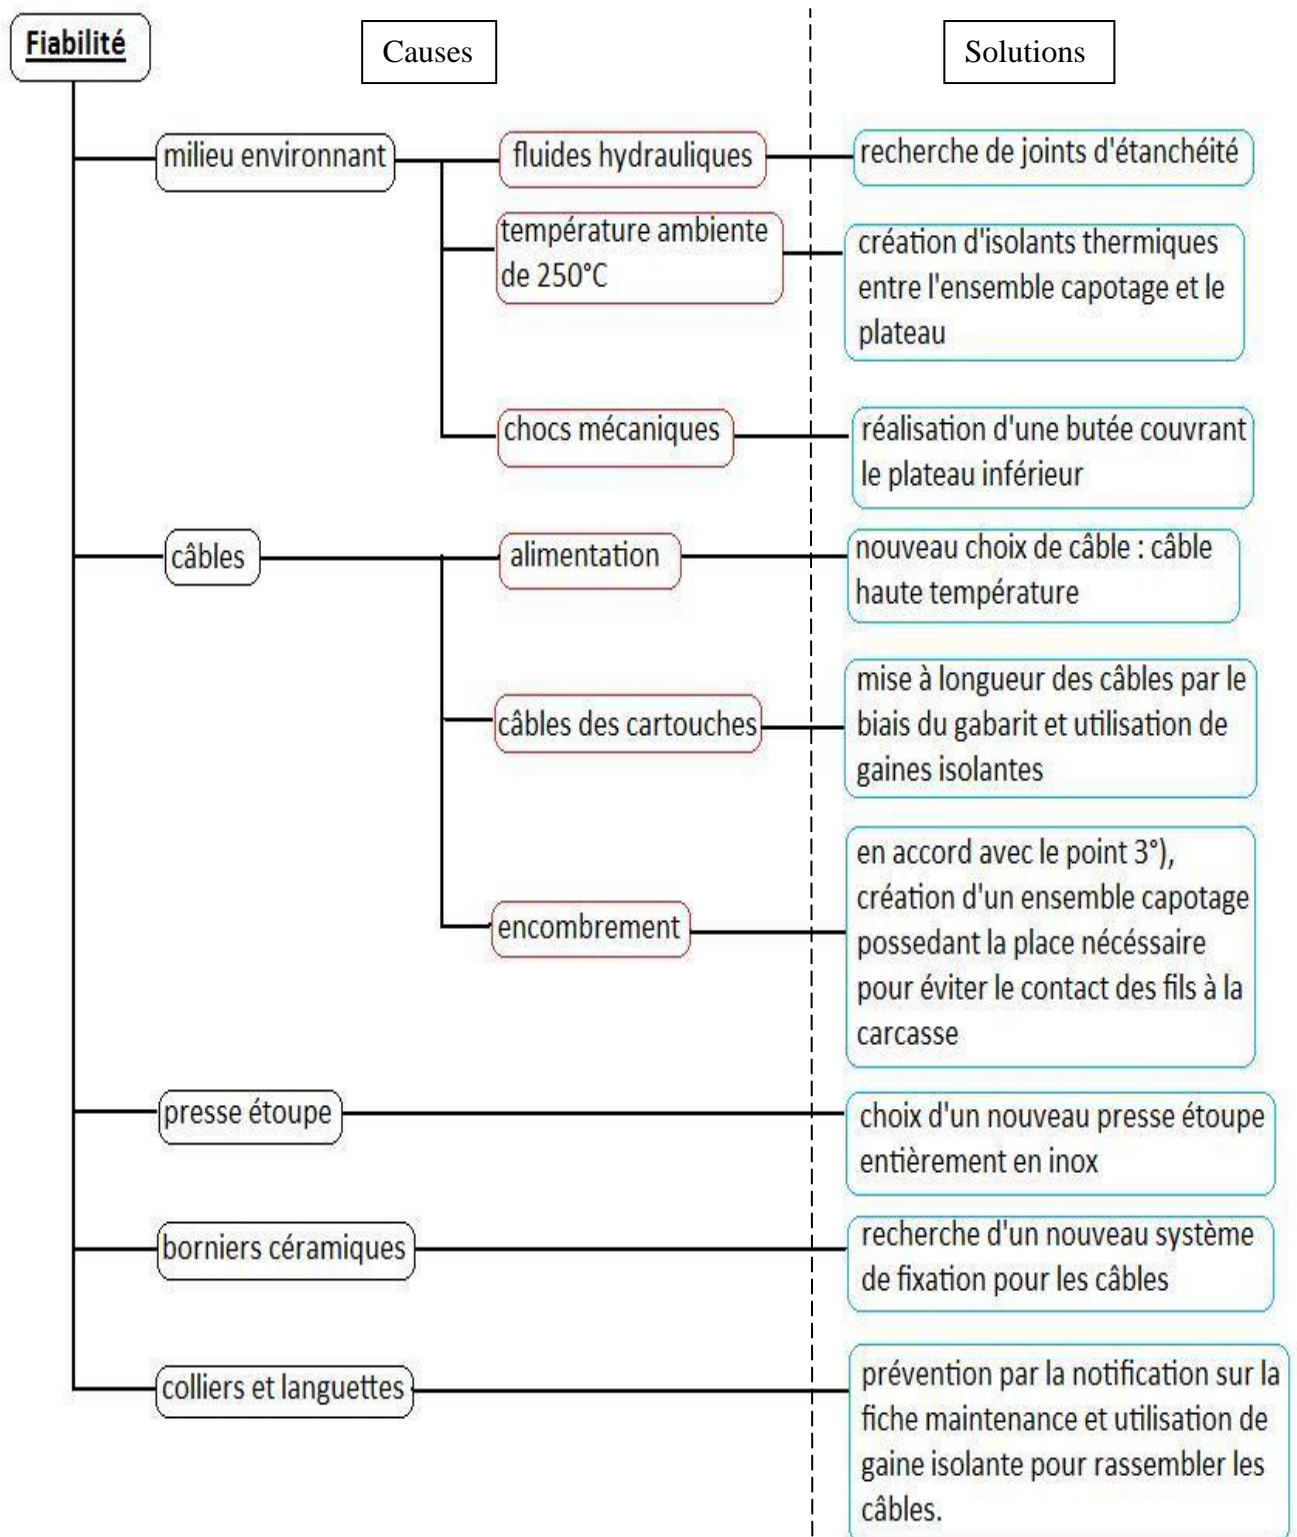 Fiabilité
Causes
Solutions
milieu environnant
fluides hydrauliques
recherche de joints d'étanchéité
température ambiente
de 250°C
création d'isolants thermiques
entre l'ensemble capotage et le
plateau
chocs mécaniques
réalisation d'une butée couvrant
le plateau inférieur
câbles
alimentation
nouveau choix de câble : câble
haute température
câbles des cartouches
mise à longueur des câbles par le
biais du gabarit et utilisation de
gaines isolantes
encombrement
en accord avec le point 3°),
création d'un ensemble capotage
possedant la place nécéssaire
pour éviter le contact des fils à la
carcasse
presse étoupe
choix d'un nouveau presse étoupe
entièrement en inox
borniers céramiques
recherche d'un nouveau système
de fixation pour les câbles
colliers et languettes
prévention par la notification sur la
fiche maintenance et utilisation de
gaine isolante pour rassembler les
câbles.